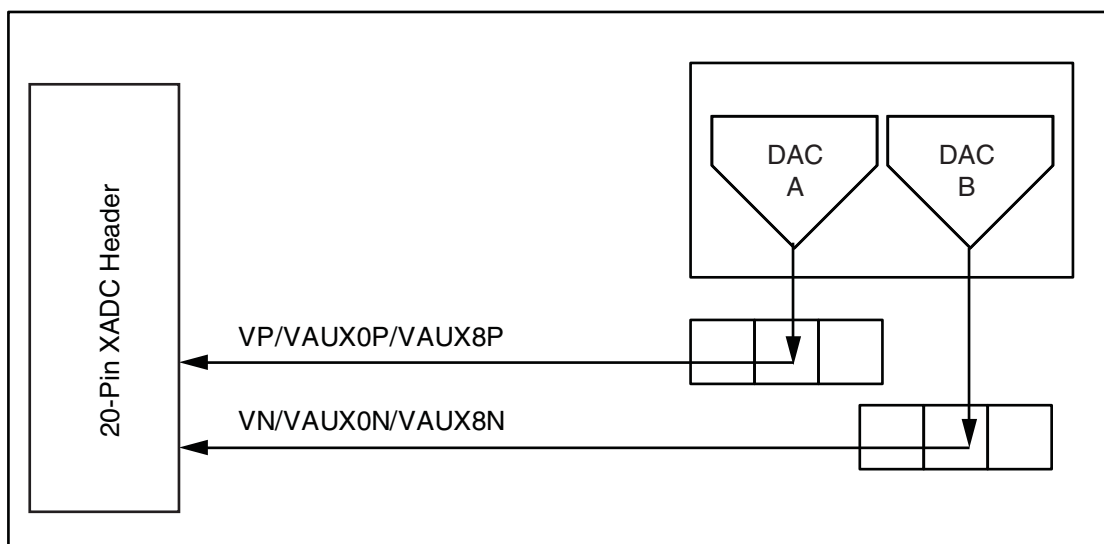 20-Pin XADC Header
DAC
A
DAC
B
VP/VAUX0P/VAUX8P
VN/VAUX0N/VAUX8N